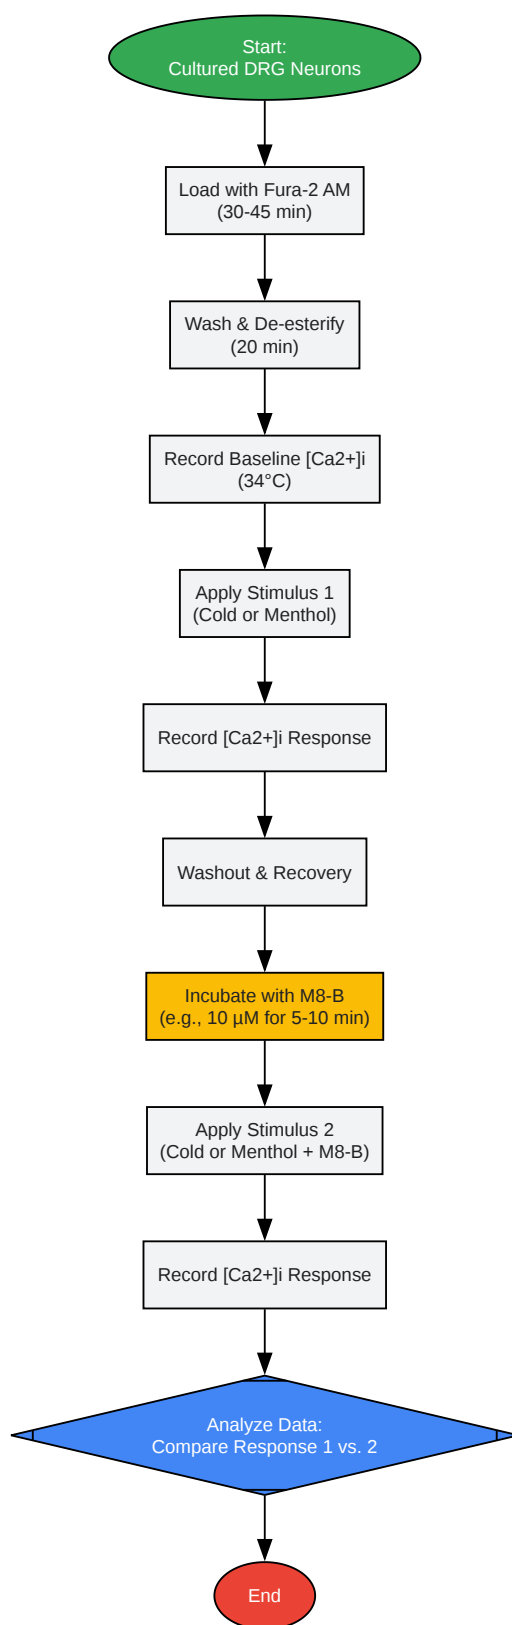 Start:
Cultured DRG Neurons
Load with Fura-2 AM
(30-45 min)
Wash & De-esterify
(20 min)
Record Baseline [Ca2+]i
(34°C)
Apply Stimulus 1
(Cold or Menthol)
Record [Ca2+]i Response
Washout & Recovery
Incubate with M8-B
(e.g., 10 µM for 5-10 min)
Apply Stimulus 2
(Cold or Menthol + M8-B)
Record [Ca2+]i Response
Analyze Data:
Compare Response 1 vs. 2
End